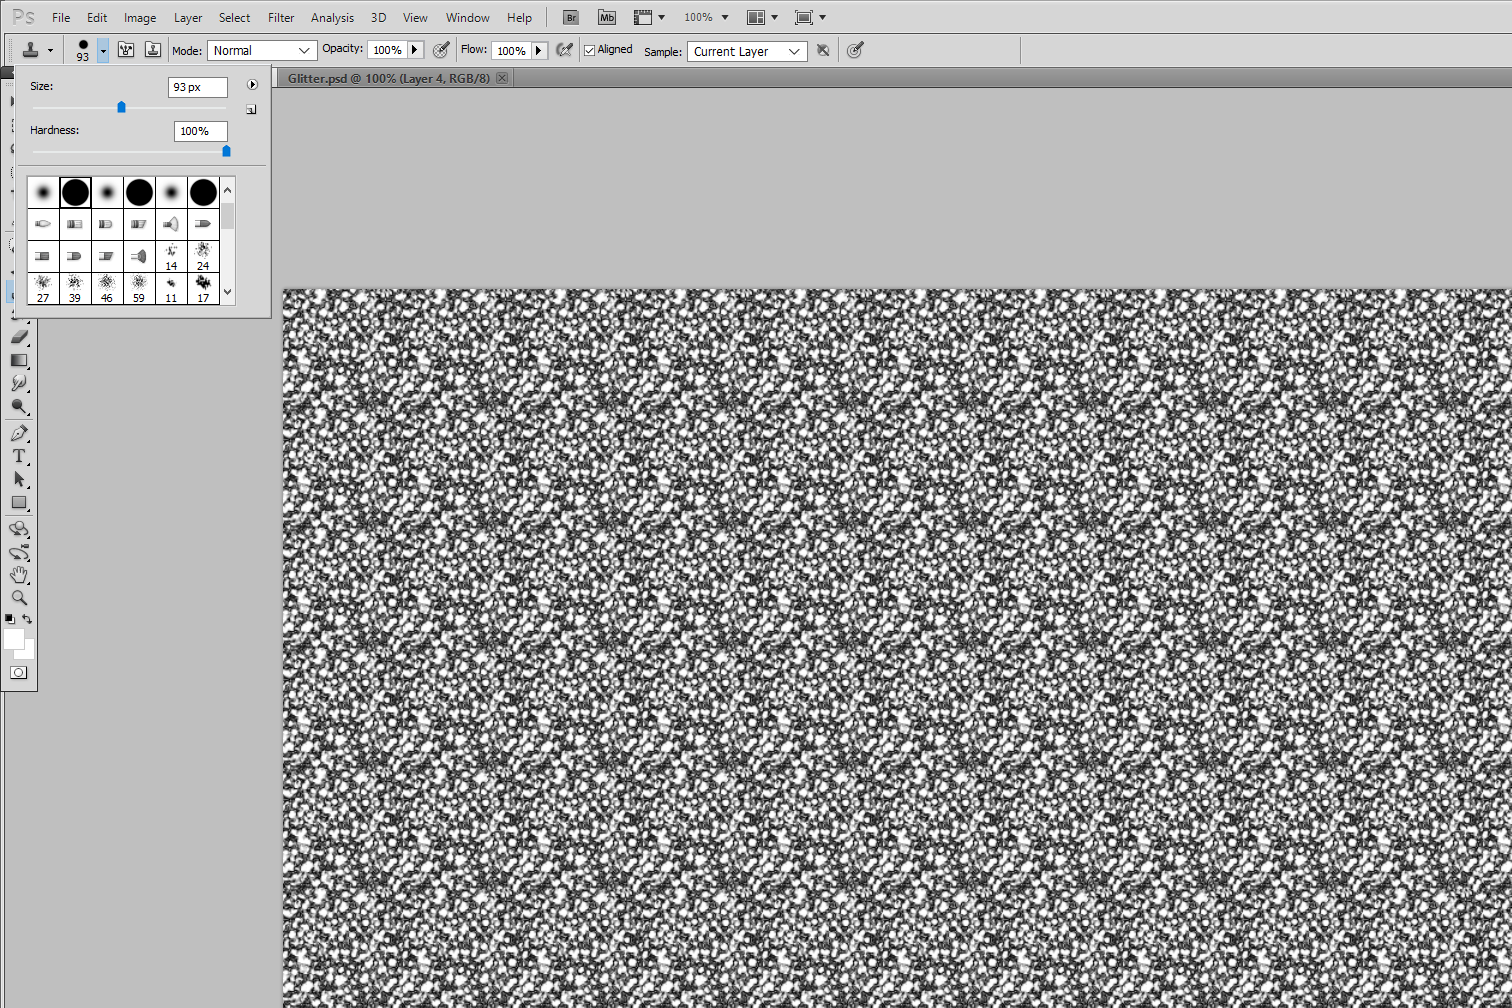 Ps File Edit Image Layer Select Filter Analysis 3D View Window Help Br Mb 100%
93 Mode: Normal Opacity: 100% Flow: 100% Aligned Sample: Current Layer
Glitter.psd @ 100% (Layer 4, RGB/8)
Size: 93 px
Hardness: 100%
14 24
27 39 46 59 11 17
T